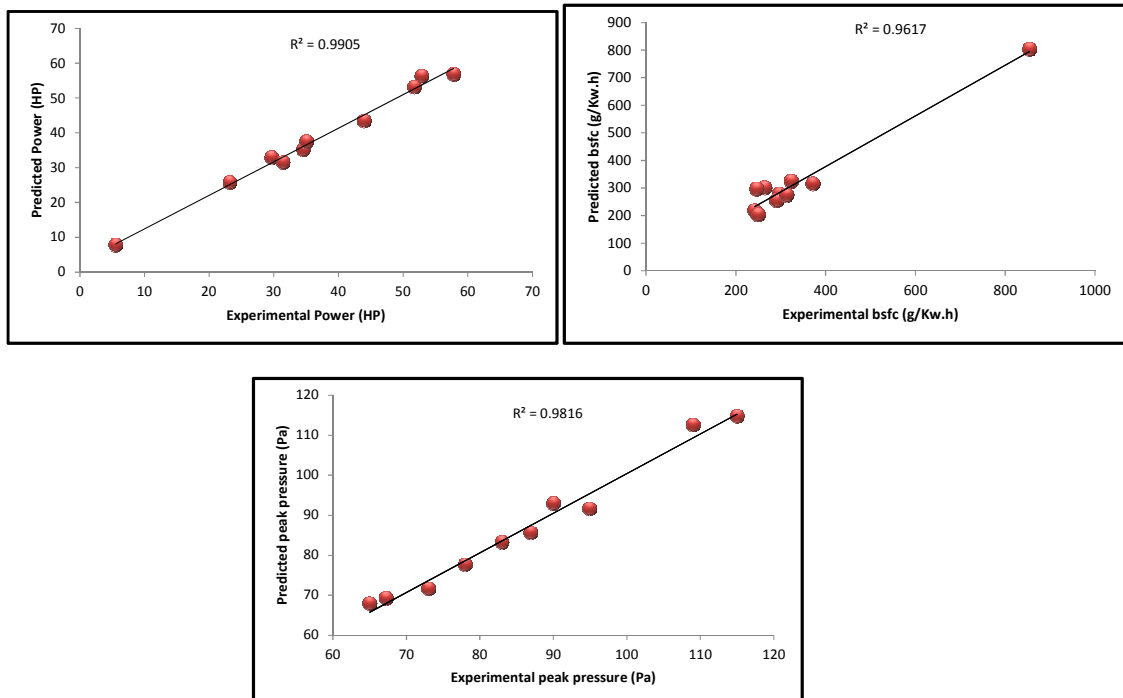 R² = 0.9905
Predicted Power (HP)
70
60
50
40
30
20
10
0
0 10 20 30 40 50 60 70
Experimental Power (HP)
R² = 0.9617
Predicted bsfc (g/Kw.h)
900
800
700
600
500
400
300
200
100
0
0 200 400 600 800 1000
Experimental bsfc (g/Kw.h)
R² = 0.9816
Predicted peak pressure (Pa)
120
110
100
90
80
70
60
60 70 80 90 100 110 120
Experimental peak pressure (Pa)